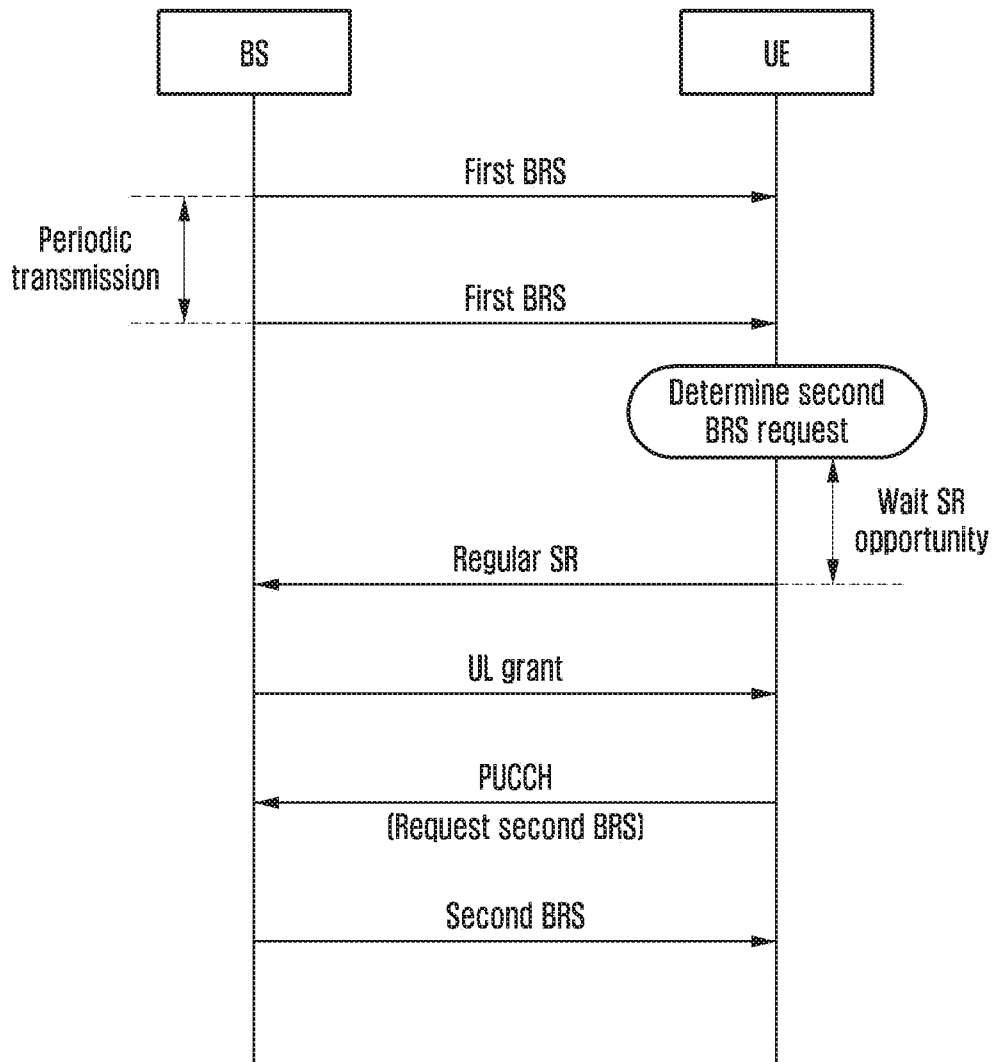 BS
UE
First BRS
Periodic
transmission
First BRS
Determine second
BRS request
Wait SR
opportunity
Regular SR
UL grant
PUCCH
(Request second BRS)
Second BRS